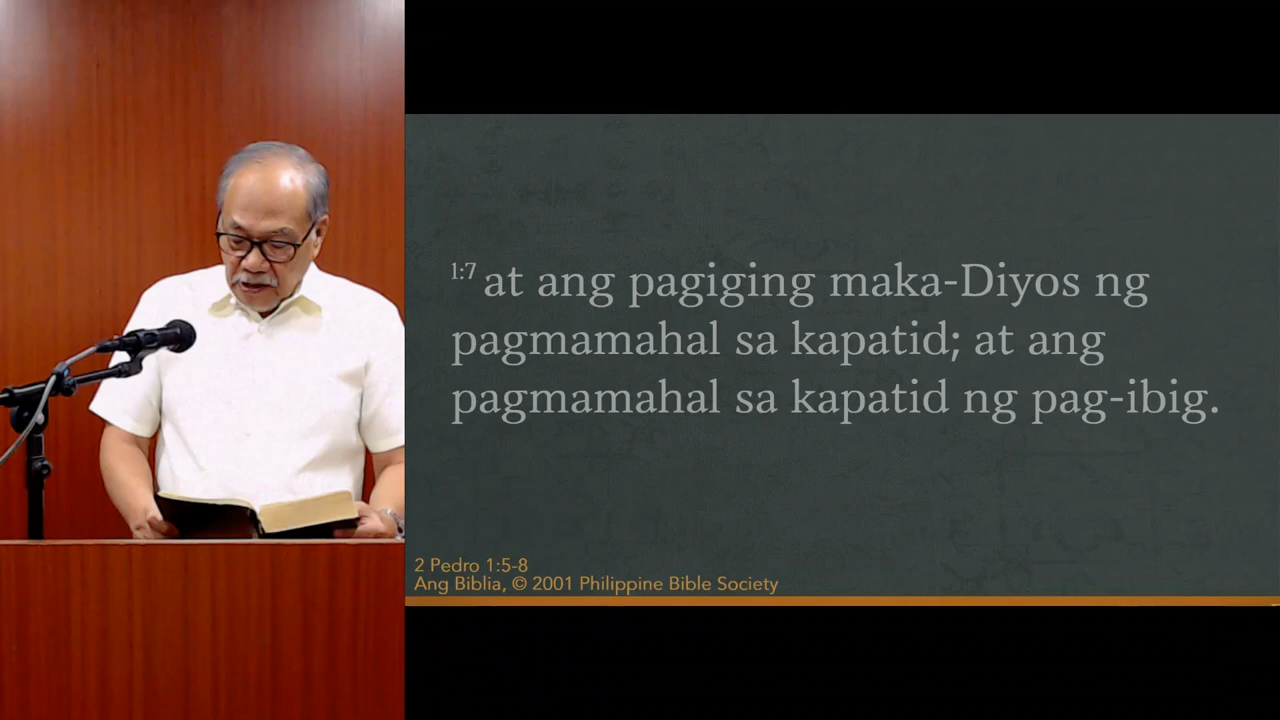 1:7 at ang pagiging maka-Diyos ng
pagmamahal sa kapatid; at ang
pagmamahal sa kapatid ng pag-ibig.
2 Pedro 1:5-8
Ang Biblia, © 2001 Philippine Bible Society